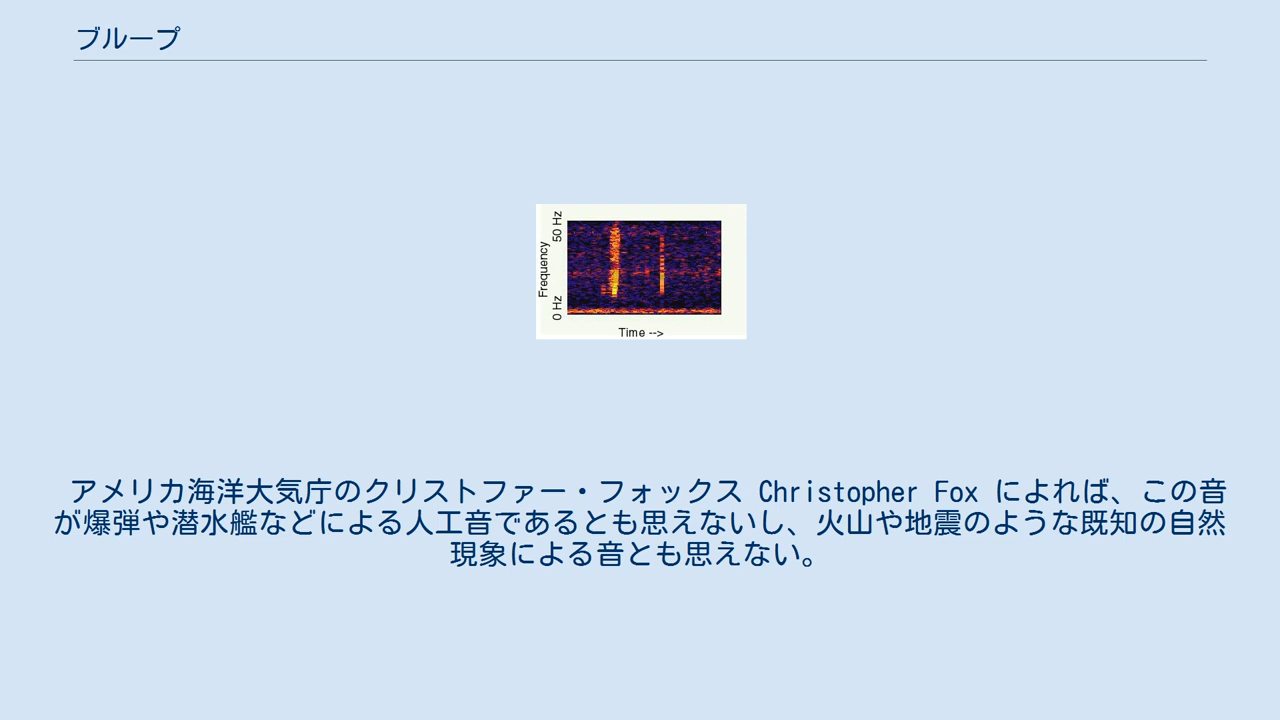 ブループ
50 Hz
Frequency
0 Hz
Time -->
アメリカ海洋大気庁のクリストファー・フォックス Christopher Fox によれば、この音
が爆弾や潜水艦などによる人工音であるとも思えないし、火山や地震のような既知の自然
現象による音とも思えない。